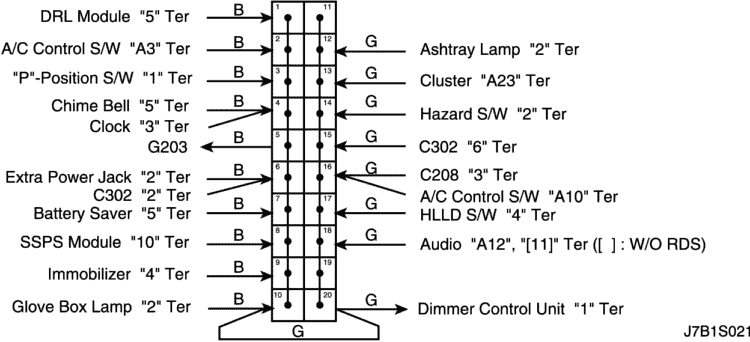 DRL Module "5" Ter B 1 11
A/C Control S/W "A3" Ter B 2 12 G Ashtray Lamp "2" Ter
"P"-Position S/W "1" Ter B 3 13 G Cluster "A23" Ter
Chime Bell "5" Ter B 4 14 G Hazard S/W "2" Ter
Clock "3" Ter
G203 B 5 15 G C302 "6" Ter
Extra Power Jack "2" Ter B 6 16 G C208 "3" Ter
C302 "2" Ter A/C Control S/W "A10" Ter
Battery Saver "5" Ter B 7 17 G HLLD S/W "4" Ter
SSPS Module "10" Ter B 8 18 G Audio "A12", "[11]" Ter ([ ] : W/O RDS)
Immobilizer "4" Ter B 9 19
Glove Box Lamp "2" Ter B 10 20 G Dimmer Control Unit "1" Ter
G
J7B1S021